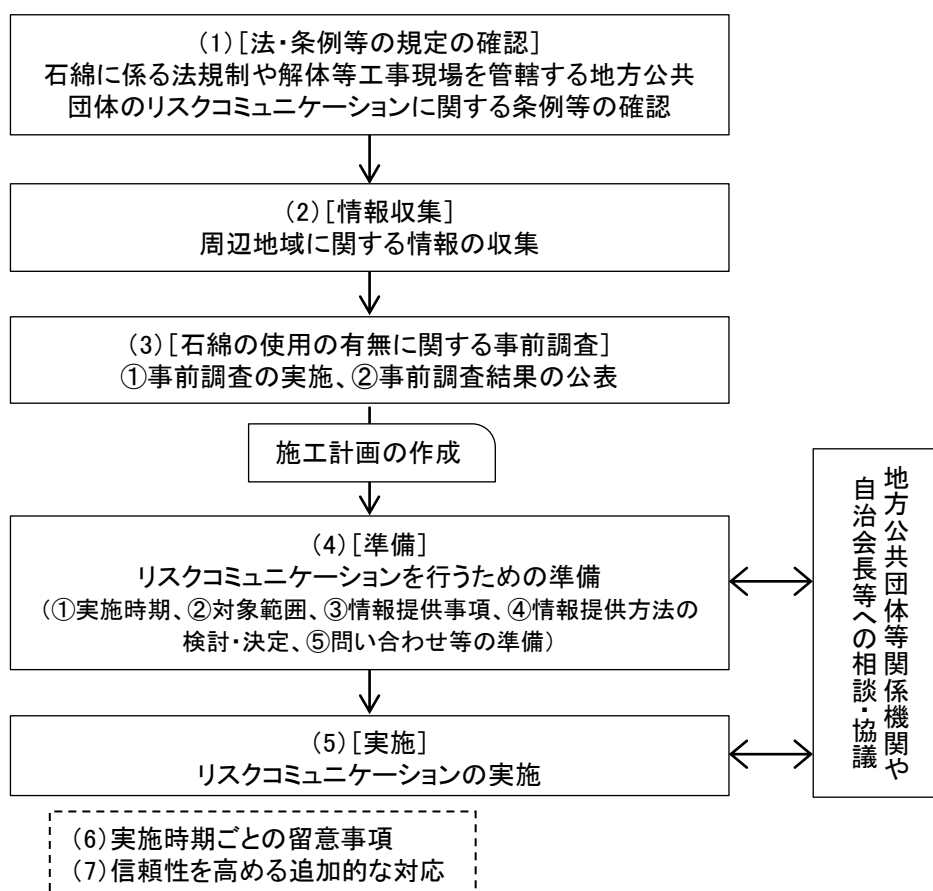 (1)[法・条例等の規定の確認]
石綿に係る法規制や解体等工事現場を管轄する地方公共
団体のリスクコミュニケーションに関する条例等の確認
(2)[情報収集]
周辺地域に関する情報の収集
(3)[石綿の使用の有無に関する事前調査]
①事前調査の実施、②事前調査結果の公表
施工計画の作成
(4)[準備]
リスクコミュニケーションを行うための準備
(①実施時期、②対象範囲、③情報提供事項、④情報提供方法の
検討・決定、⑤問い合わせ等の準備)
(5)[実施]
リスクコミュニケーションの実施
地方公共団体等関係機関や
自治会長等への相談・協議
(6)実施時期ごとの留意事項
(7)信頼性を高める追加的な対応